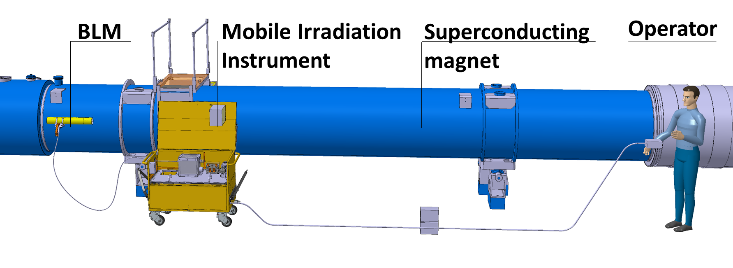 BLM
Mobile Irradiation
Instrument
Superconducting
magnet
Operator